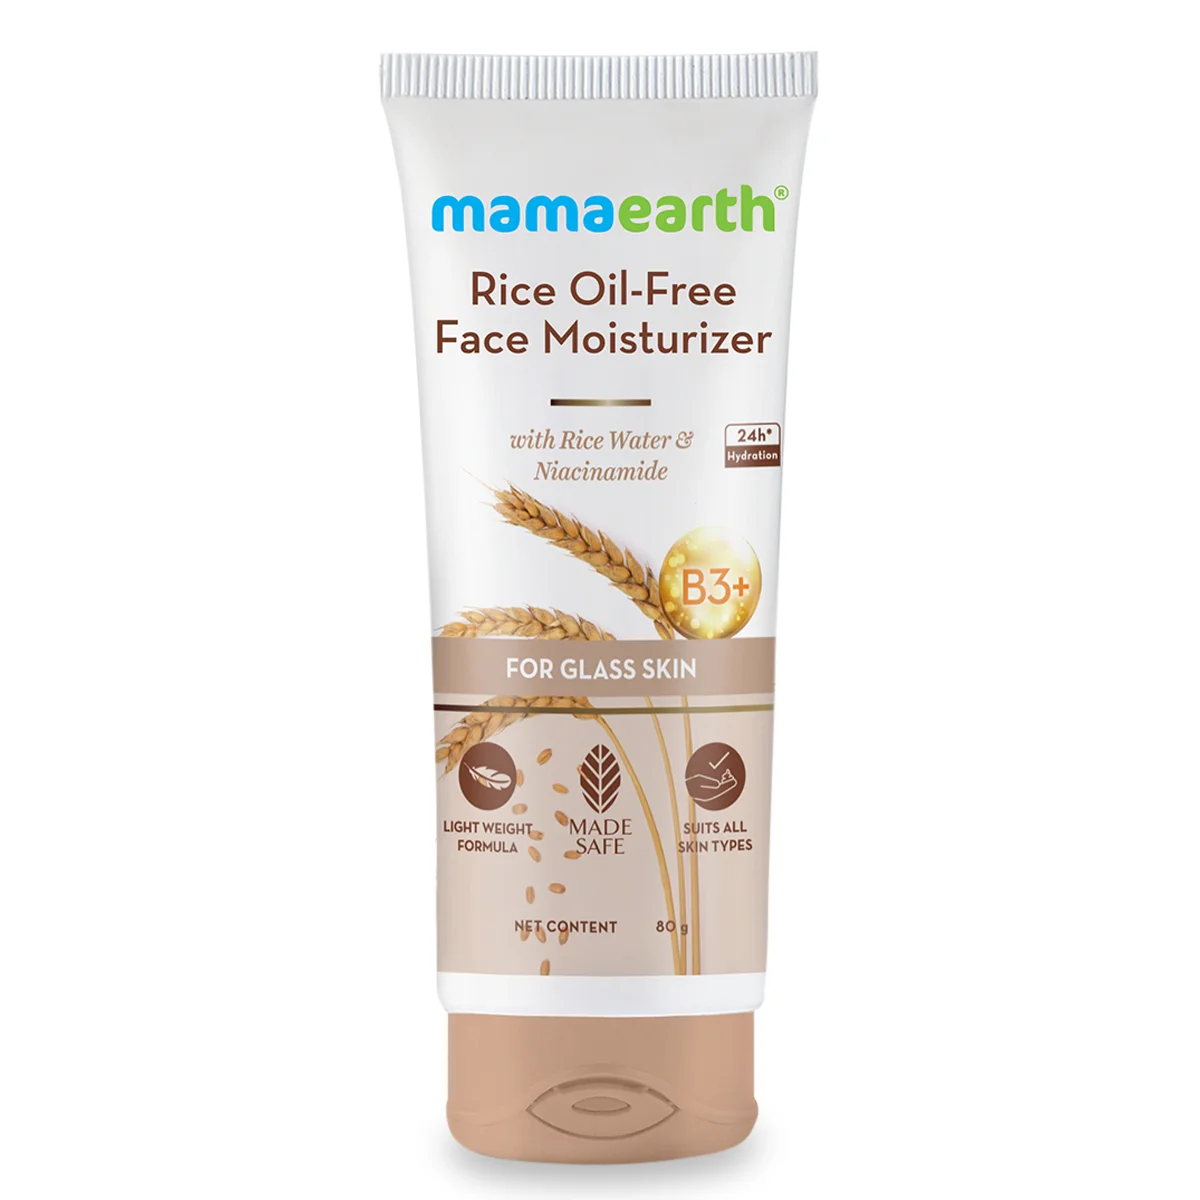 mamaearth®
Rice Oil-Free
Face Moisturizer
with Rice Water &
Niacinamide
24h*
Hydration
B3+
FOR GLASS SKIN
LIGHT WEIGHT
FORMULA
MADE
SAFE
SUITS ALL
SKIN TYPES
NET CONTENT 80 g